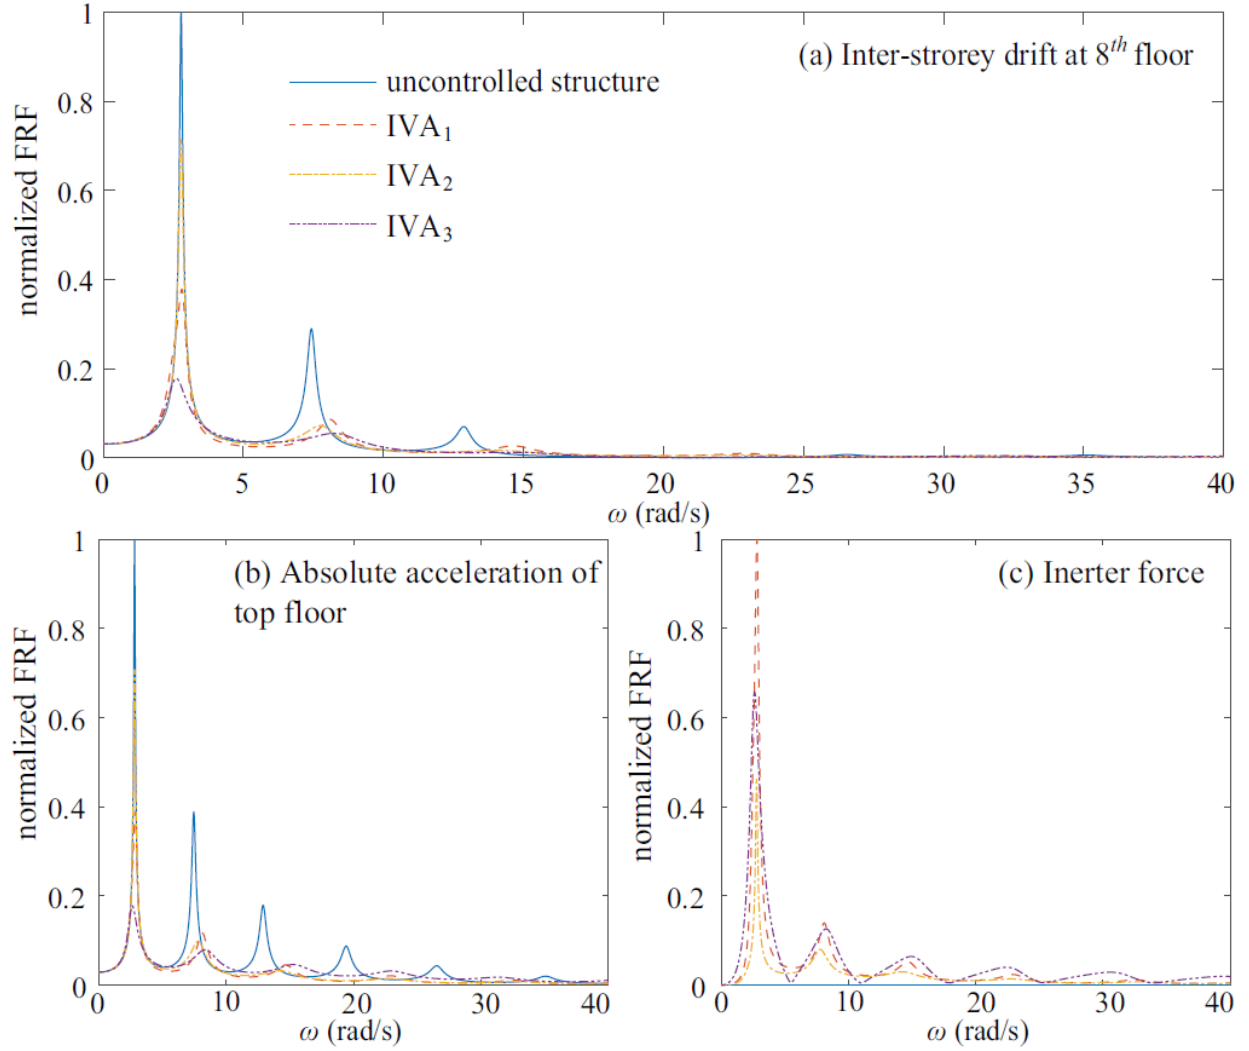 1
0.8
0.6
0.4
0.2
0
normalized FRF
(a) Inter-strorey drift at 8th floor
uncontrolled structure
IVA1
IVA2
IVA3
0 5 10 15 20 25 30 35 40
ω (rad/s)
1
0.8
0.6
0.4
0.2
0
normalized FRF
(b) Absolute acceleration of
top floor
0 10 20 30 40
ω (rad/s)
1
0.8
0.6
0.4
0.2
0
normalized FRF
(c) Inerter force
0 10 20 30 40
ω (rad/s)